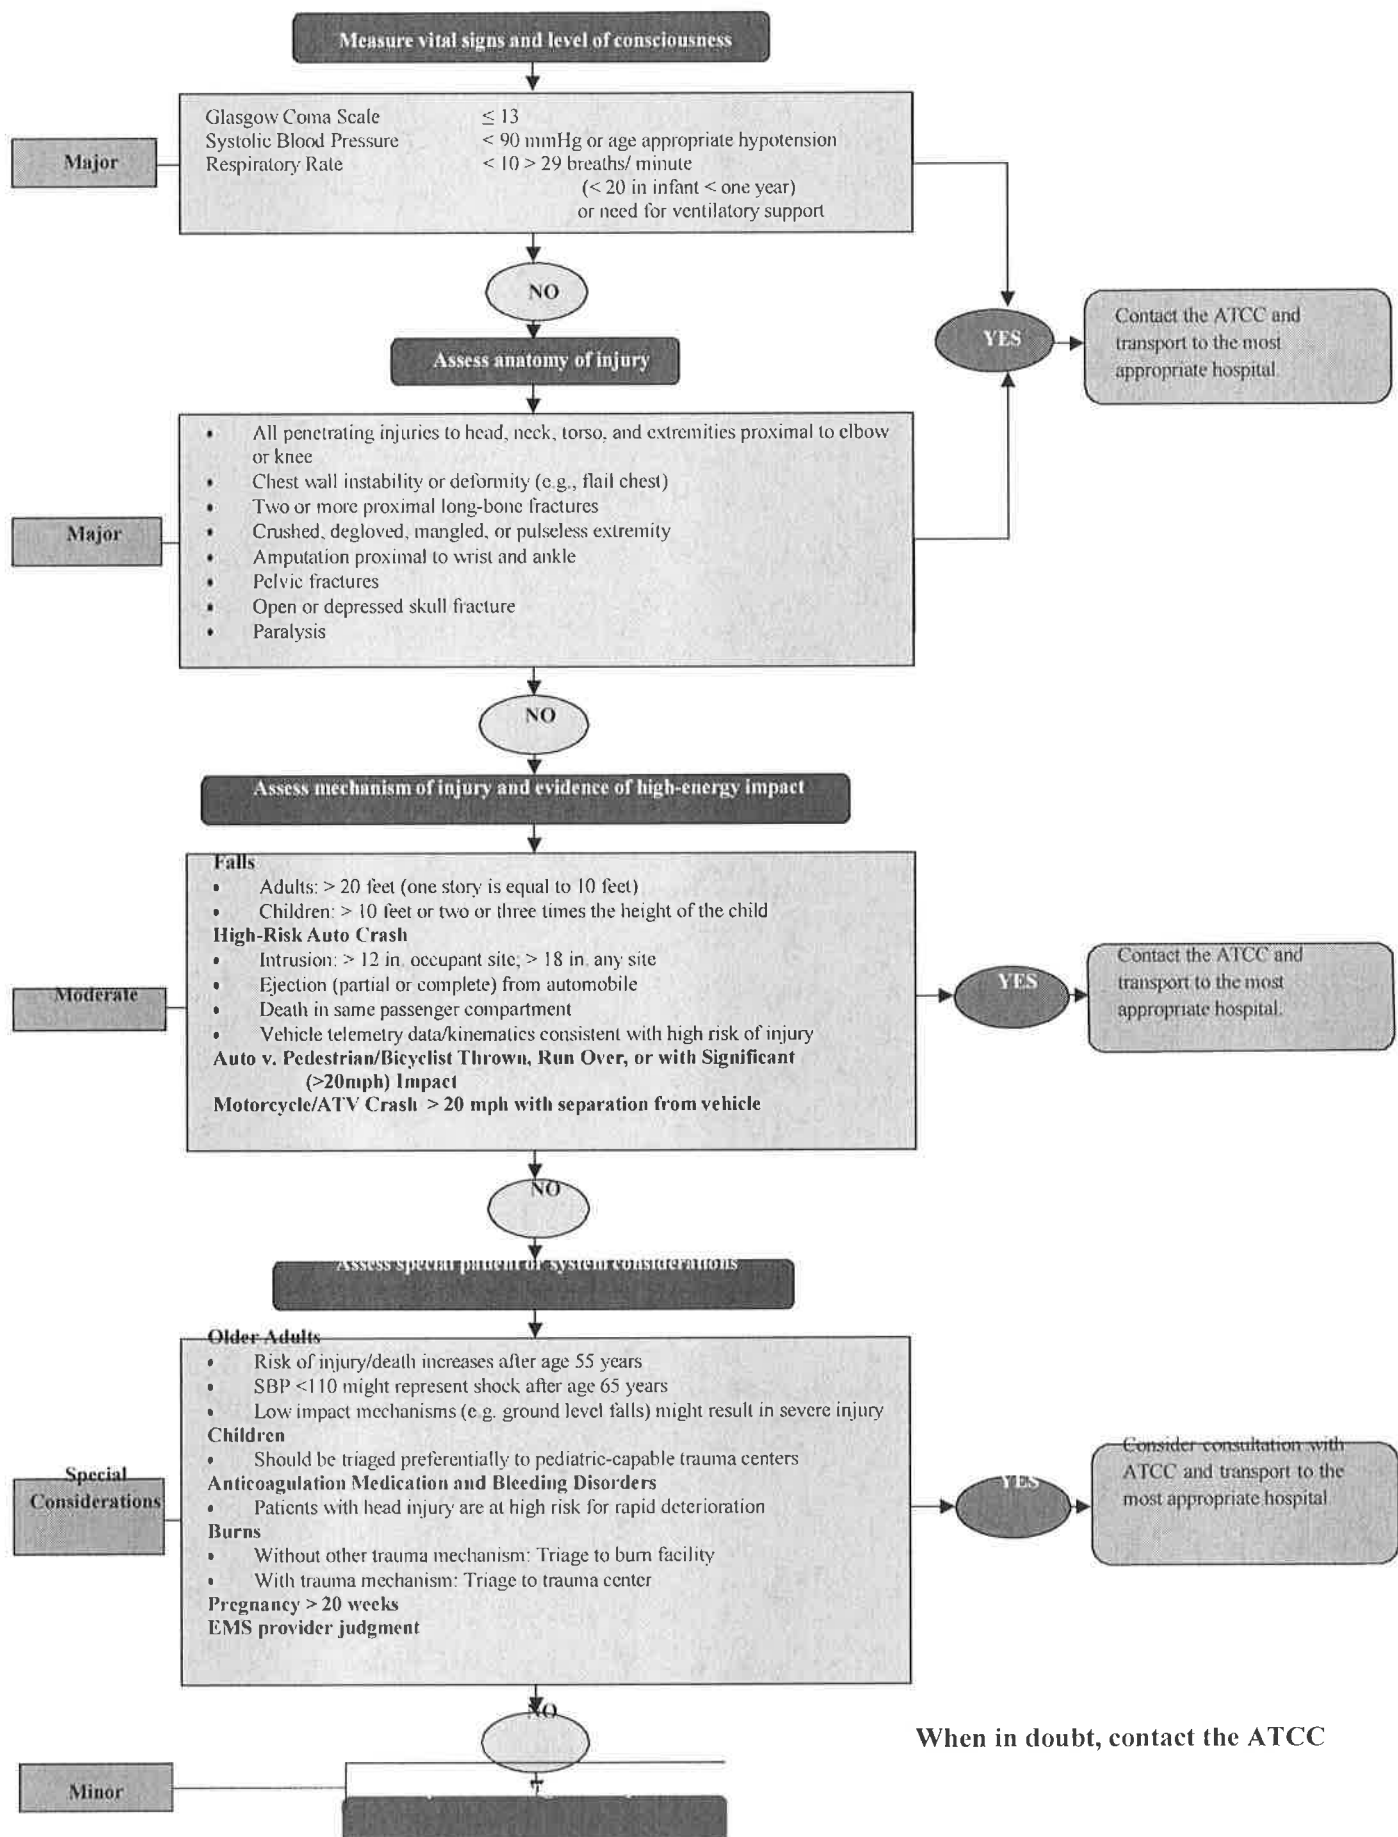 Measure vital signs and level of consciousness
Major
Glasgow Coma Scale ≤ 13
Systolic Blood Pressure < 90 mmHg or age appropriate hypotension
Respiratory Rate < 10 > 29 breaths/ minute
(< 20 in infant < one year)
or need for ventilatory support
NO
YES
Contact the ATCC and
transport to the most
appropriate hospital.
Assess anatomy of injury
Major
• All penetrating injuries to head, neck, torso, and extremities proximal to elbow
or knee
• Chest wall instability or deformity (e.g., flail chest)
• Two or more proximal long-bone fractures
• Crushed, degloved, mangled, or pulseless extremity
• Amputation proximal to wrist and ankle
• Pelvic fractures
• Open or depressed skull fracture
• Paralysis
NO
Assess mechanism of injury and evidence of high-energy impact
Moderate
Falls
• Adults: > 20 feet (one story is equal to 10 feet)
• Children: > 10 feet or two or three times the height of the child
High-Risk Auto Crash
• Intrusion: > 12 in. occupant site; > 18 in. any site
• Ejection (partial or complete) from automobile
• Death in same passenger compartment
• Vehicle telemetry data/kinematics consistent with high risk of injury
Auto v. Pedestrian/Bicyclist Thrown, Run Over, or with Significant
(>20mph) Impact
Motorcycle/ATV Crash > 20 mph with separation from vehicle
YES
Contact the ATCC and
transport to the most
appropriate hospital.
NO
Assess special patient or system considerations
Special
Considerations
Older Adults
• Risk of injury/death increases after age 55 years
• SBP <110 might represent shock after age 65 years
• Low impact mechanisms (e.g. ground level falls) might result in severe injury
Children
• Should be triaged preferentially to pediatric-capable trauma centers
Anticoagulation Medication and Bleeding Disorders
• Patients with head injury are at high risk for rapid deterioration
Burns
• Without other trauma mechanism: Triage to burn facility
• With trauma mechanism: Triage to trauma center
Pregnancy > 20 weeks
EMS provider judgment
YES
Consider consultation with
ATCC and transport to the
most appropriate hospital
NO
When in doubt, contact the ATCC
Minor